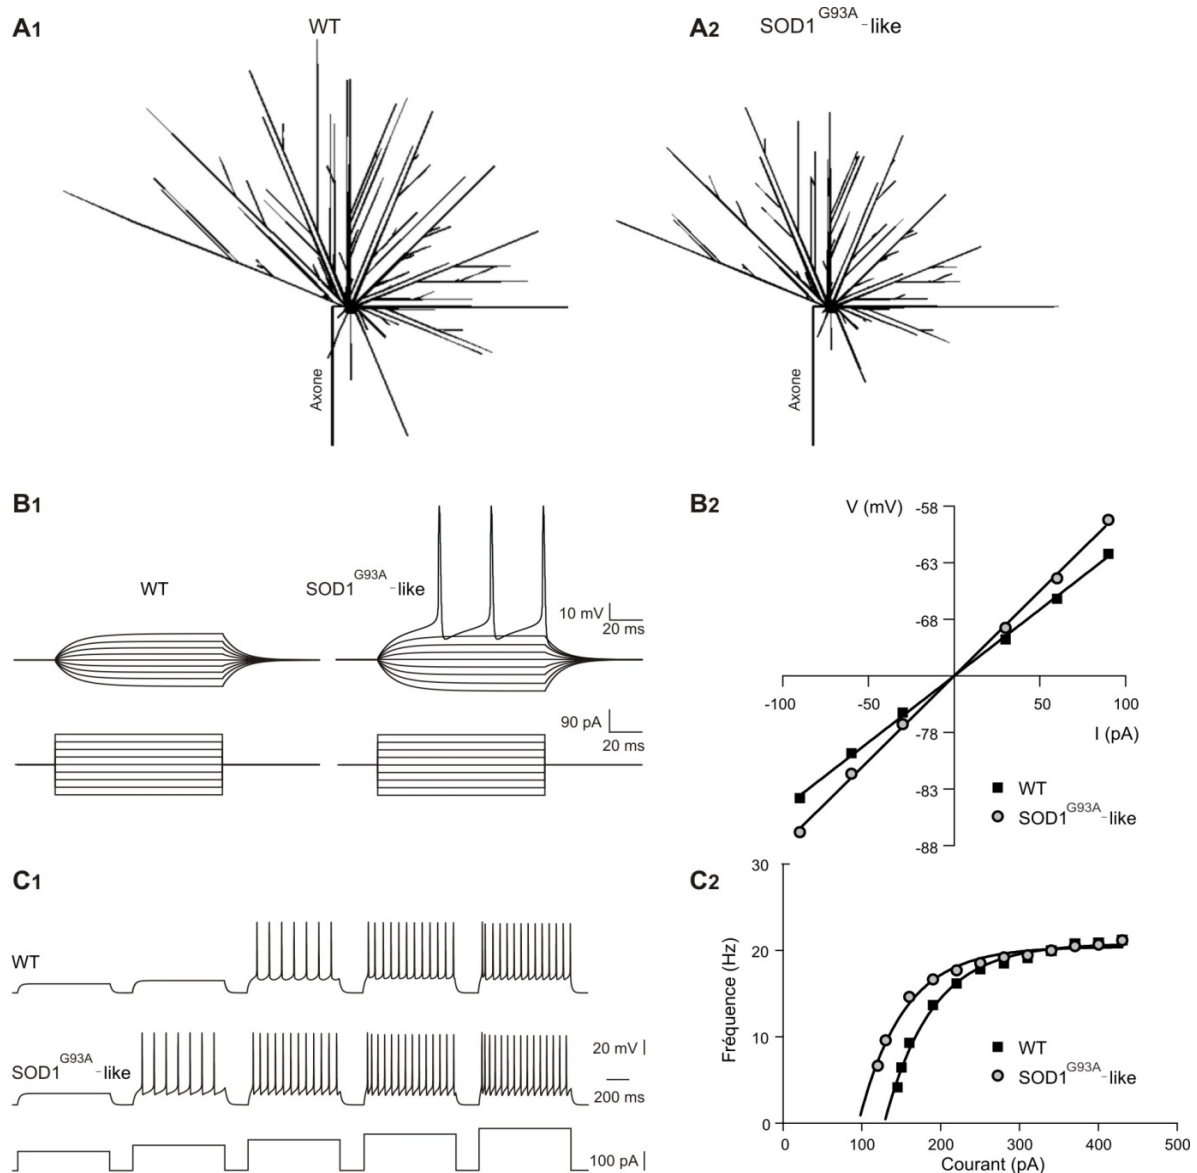 A1
WT
A2
SOD1G93A-like
Axone
Axone
B1
WT
SOD1G93A-like
10 mV
20 ms
90 pA
20 ms
B2
V (mV)
-58
-63
-68
-100
-50
50
100
I (pA)
-78
-83
-88
WT
SOD1G93A-like
C1
WT
SOD1G93A-like
20 mV
200 ms
100 pA
C2
30
20
10
0
Fréquence (Hz)
0
100
200
300
400
500
Courant (pA)
WT
SOD1G93A-like